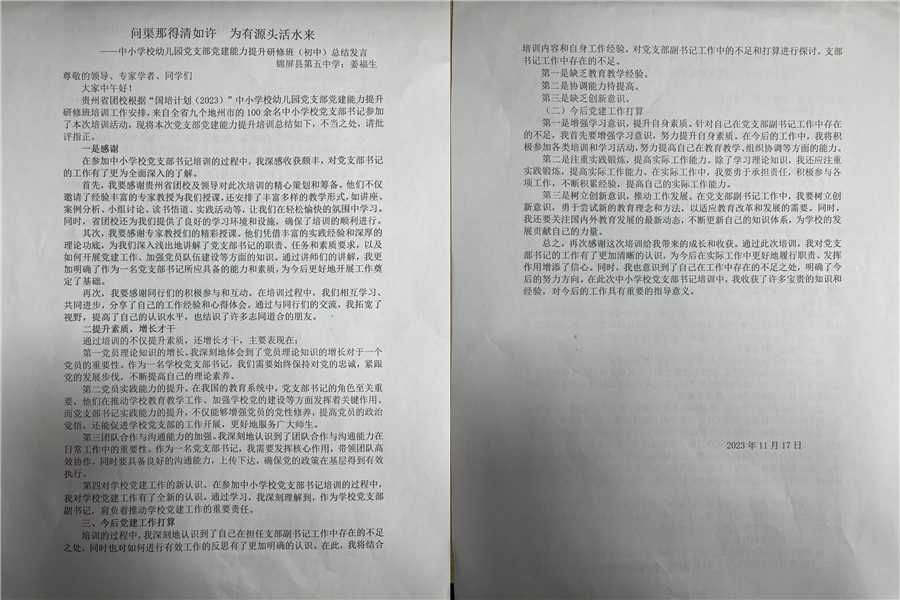 问渠那得清如许　为有源头活水来
——中小学校幼儿园党支部党建能力提升研修班（初中）总结发言
锦屏县第五中学：姜福生
尊敬的领导、专家学者、同学们
大家中午好！
贵州省团校根据“国培计划（2023）”中小学校幼儿园党支部党建能力提升
研修班培训工作安排，来自全省九个地州市的 100 余名中小学校党支部书记参加
了本次培训活动，现将本次党支部党建能力提升培训总结如下，不当之处，请批
评指正。
一是感谢
在参加中小学校党支部书记培训的过程中，我深感收获颇丰，对党支部书记
的工作有了更为全面深入的了解。
首先，我要感谢贵州省团校及领导对此次培训的精心策划和筹备。他们不仅
邀请了经验丰富的专家教授为我们授课，还安排了丰富多样的教学形式，如讲座、
案例分析、小组讨论、读书悟道、实践活动等，让我们在轻松愉快的氛围中学习。
同时，省团校还为我们提供了良好的学习环境和设施，确保了培训的顺利进行。
其次，我要感谢专家教授们的精彩授课。他们凭借丰富的实践经验和深厚的
理论功底，为我们深入浅出地讲解了党支部书记的职责、任务和素质要求，以及
如何开展党建工作、加强党员队伍建设等方面的知识。通过讲师们的讲解，我更
加明确了作为一名党支部书记所应具备的能力和素质，为今后更好地开展工作奠
定了基础。
再次，我要感谢同行们的积极参与和互动。在培训过程中，我们相互学习、
共同进步，分享了自己的工作经验和心得体会。通过与同行们的交流，我拓宽了
视野，提高了自己的认识水平，也结识了许多志同道合的朋友。
二提升素质，增长才干
通过培训的不仅提升素质，还增长才干，主要表现在：
第一党员理论知识的增长。我深刻地体会到了党员理论知识的增长对于一个
党员的重要性。作为一名学校党支部书记，我们需要始终保持对党的忠诚，紧跟
党的发展步伐，不断提高自己的理论素养。
第二党员实践能力的提升。在我国的教育系统中，党支部书记的角色至关重
要，他们在推动学校教育教学工作、加强学校党的建设等方面发挥着关键作用。
而党支部书记实践能力的提升，不仅能够增强党员的党性修养，提高党员的政治
觉悟，还能促进学校党支部的工作开展，更好地服务广大师生。
第三团队合作与沟通能力的加强。我深刻地认识到了团队合作与沟通能力在
日常工作中的重要性。作为一名党支部书记，我需要发挥核心作用，带领团队高
效协作，同时要具备良好的沟通能力，上传下达，确保党的政策在基层得到有效
执行。
第四对学校党建工作的新认识。在参加中小学校党支部书记培训的过程中，
我对学校党建工作有了全新的认识。通过学习，我深刻理解到，作为学校党支部
副书记，肩负着推动学校党建工作的重要责任。
三、今后党建工作打算
培训的过程中，我深刻地认识到了自己在担任支部副书记工作中存在的不足
之处，同时也对如何进行有效工作的反思有了更加明确的认识。在此，我将结合
培训内容和自身工作经验，对党支部副书记工作中的不足和打算进行探讨，支部
书记工作中存在的不足。
第一是缺乏教育教学经验。
第二是协调能力待提高。
第三是缺乏创新意识、
（二）今后党建工作打算
第一是增强学习意识，提升自身素质。针对自己在党支部副书记工作中存在
的不足，我首先要增强学习意识，努力提升自身素质。在今后的工作中，我将积
极参加各类培训和学习活动，努力提高自己在教育教学、组织协调等方面的能力。
第二是注重实践锻炼，提高实际工作能力。除了学习理论知识，我还应注重
实践锻炼，提高实际工作能力。在实际工作中，我要勇于承担责任，积极参与各
项工作，不断积累经验，提高自己的实际工作能力。
第三是树立创新意识，推动工作发展。在党支部副书记工作中，我要树立创
新意识，勇于尝试新的教育理念和方法，以适应教育改革和发展的需要。同时，
我还要关注国内外教育发展的最新动态，不断更新自己的知识体系，为学校的发
展贡献自己的力量。
总之，再次感谢这次培训给我带来的成长和收获。通过此次培训，我对党支
部书记的工作有了更加清晰的认识，为今后在实际工作中更好地履行职务、发挥
作用增添了信心。同时，我也意识到了自己在工作中存在的不足之处，明确了今
后的努力方向。在此次中小学校党支部书记培训中，我收获了许多宝贵的知识和
经验，对今后的工作具有重要的指导意义。
2023 年 11 月 17 日